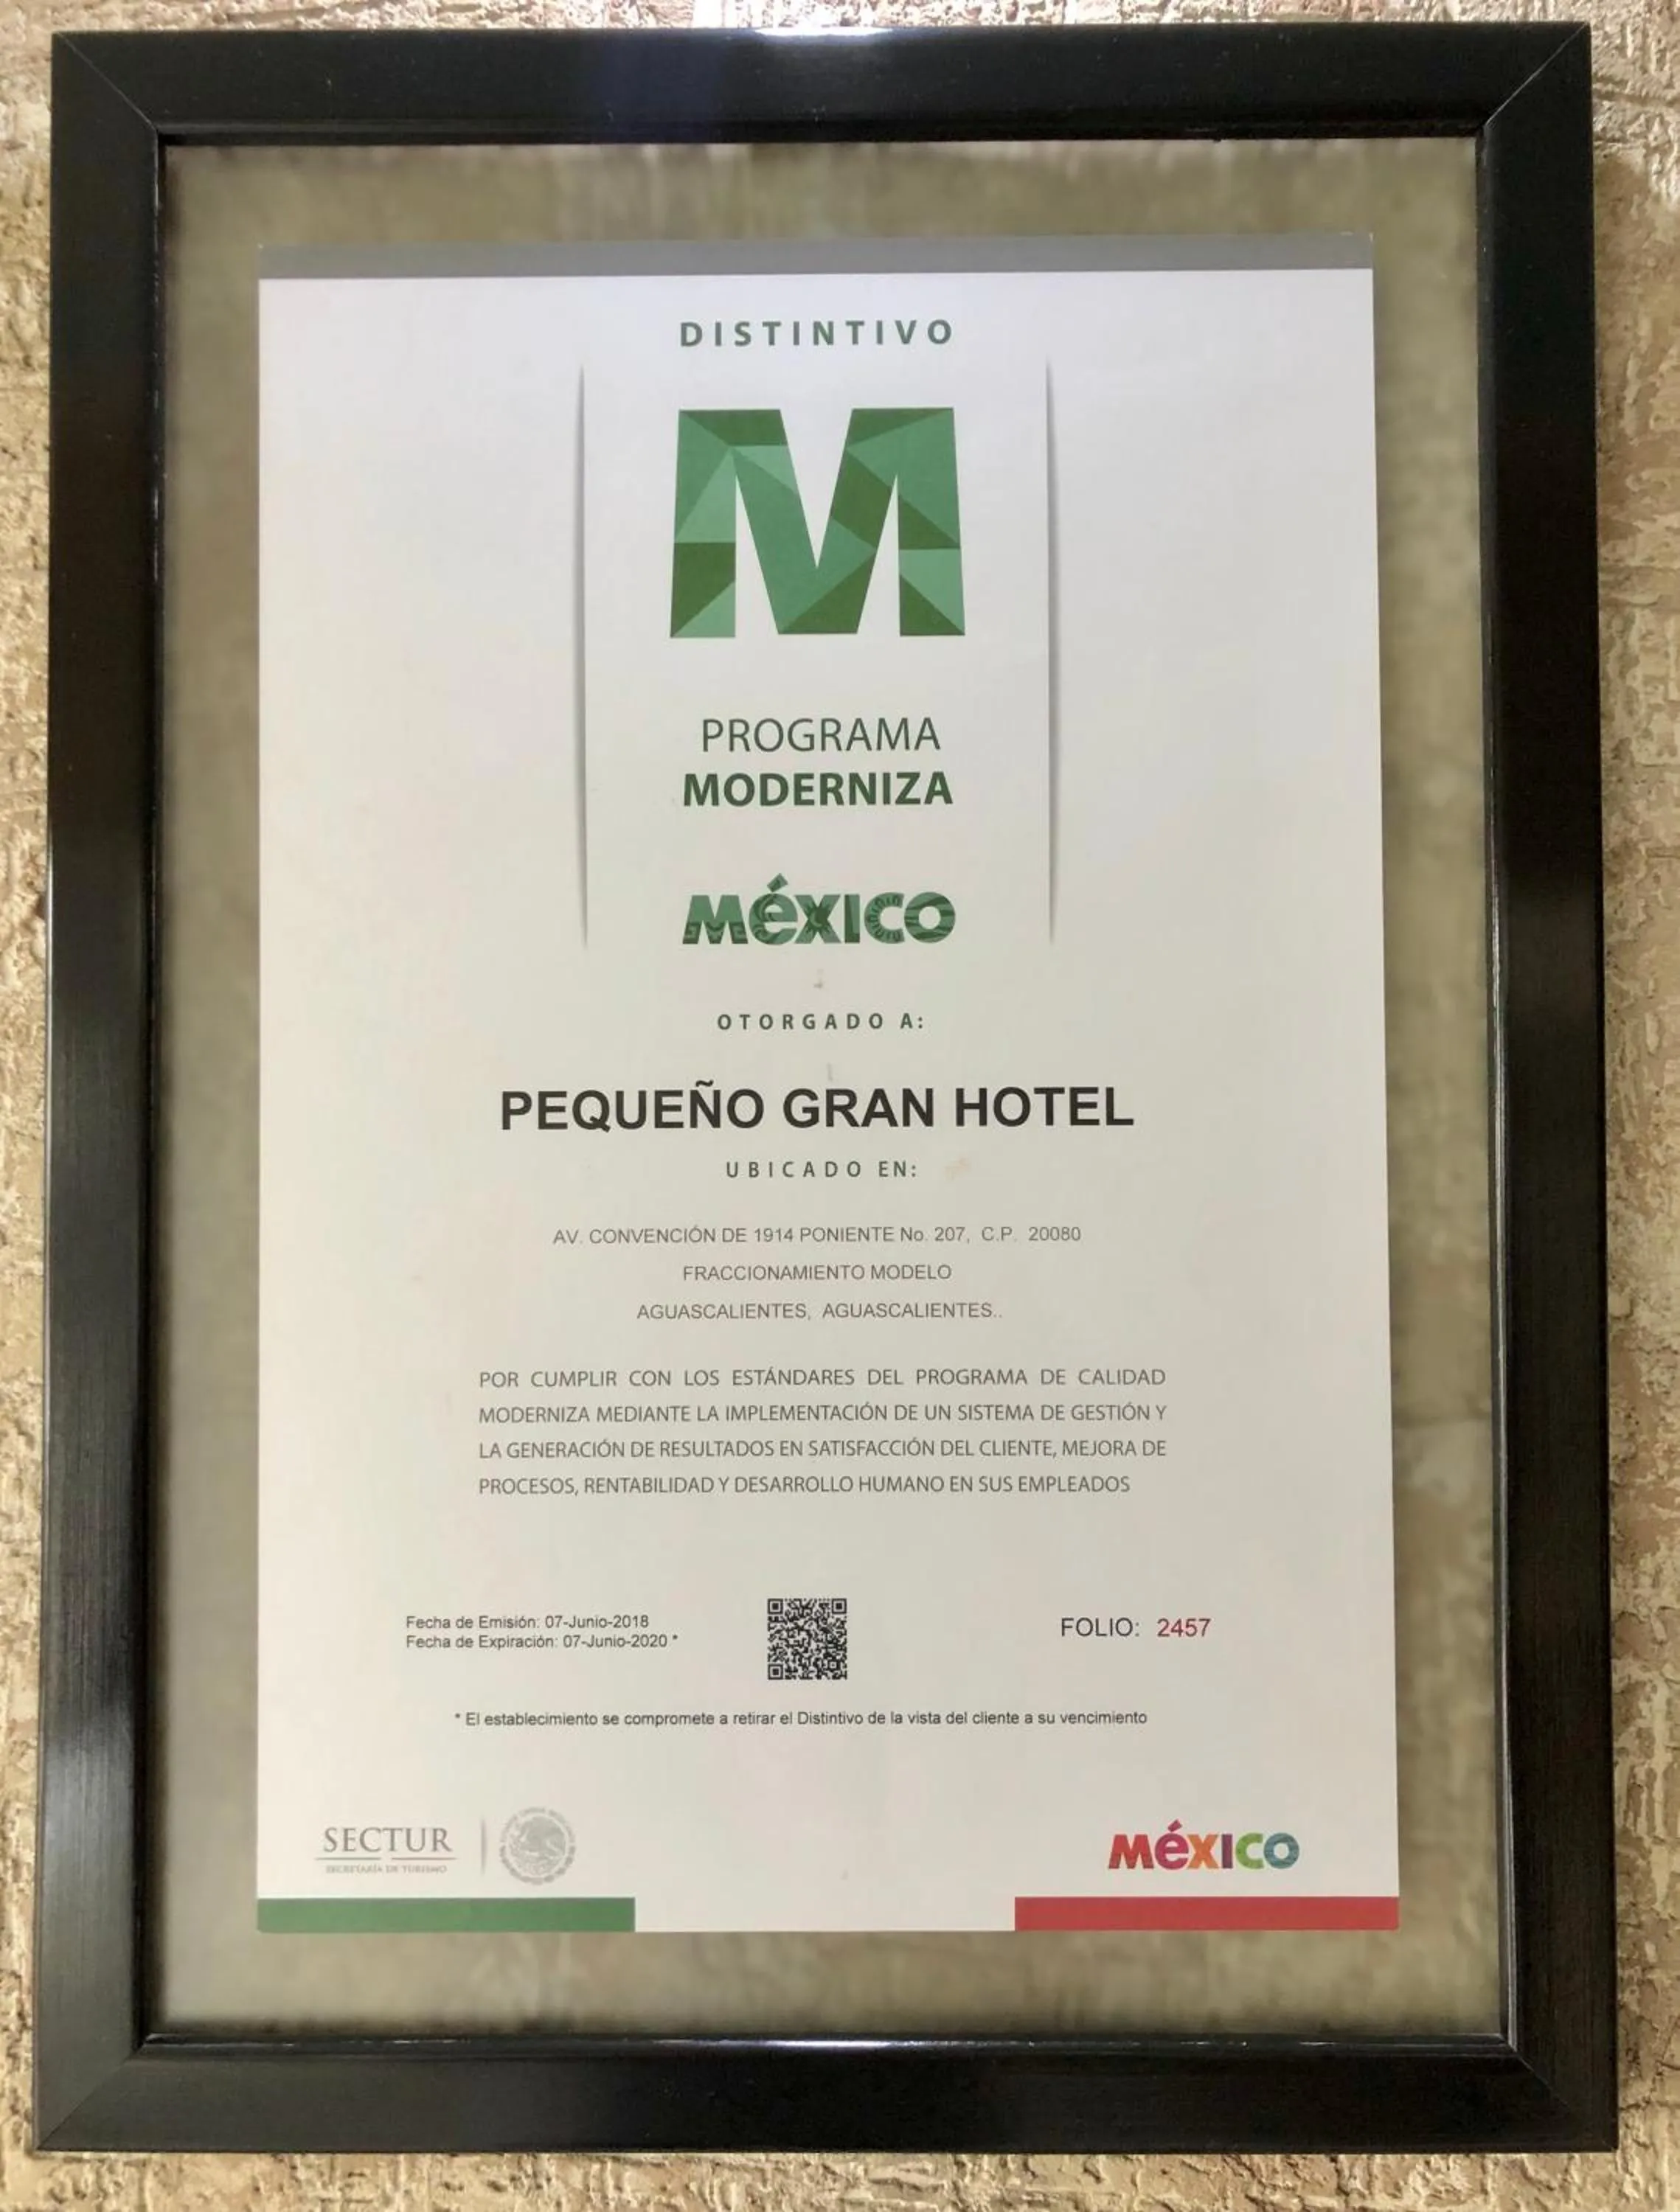 DISTINTIVO
M
PROGRAMA
MODERNIZA
MéXICO
OTORGADO A:
PEQUEÑO GRAN HOTEL
UBICADO EN:
AV. CONVENCIÓN DE 1914 PONIENTE No. 207, C.P. 20080
FRACCIONAMIENTO MODELO
AGUASCALIENTES, AGUASCALIENTES..
POR CUMPLIR CON LOS ESTÁNDARES DEL PROGRAMA DE CALIDAD
MODERNIZA MEDIANTE LA IMPLEMENTACIÓN DE UN SISTEMA DE GESTIÓN Y
LA GENERACIÓN DE RESULTADOS EN SATISFACCIÓN DEL CLIENTE, MEJORA DE
PROCESOS, RENTABILIDAD Y DESARROLLO HUMANO EN SUS EMPLEADOS
Fecha de Emisión: 07-Junio-2018
Fecha de Expiración: 07-Junio-2020 *
FOLIO: 2457
* El establecimiento se compromete a retirar el Distintivo de la vista del cliente a su vencimiento
SECTUR
SECRETARÍA DE TURISMO
MéXICO